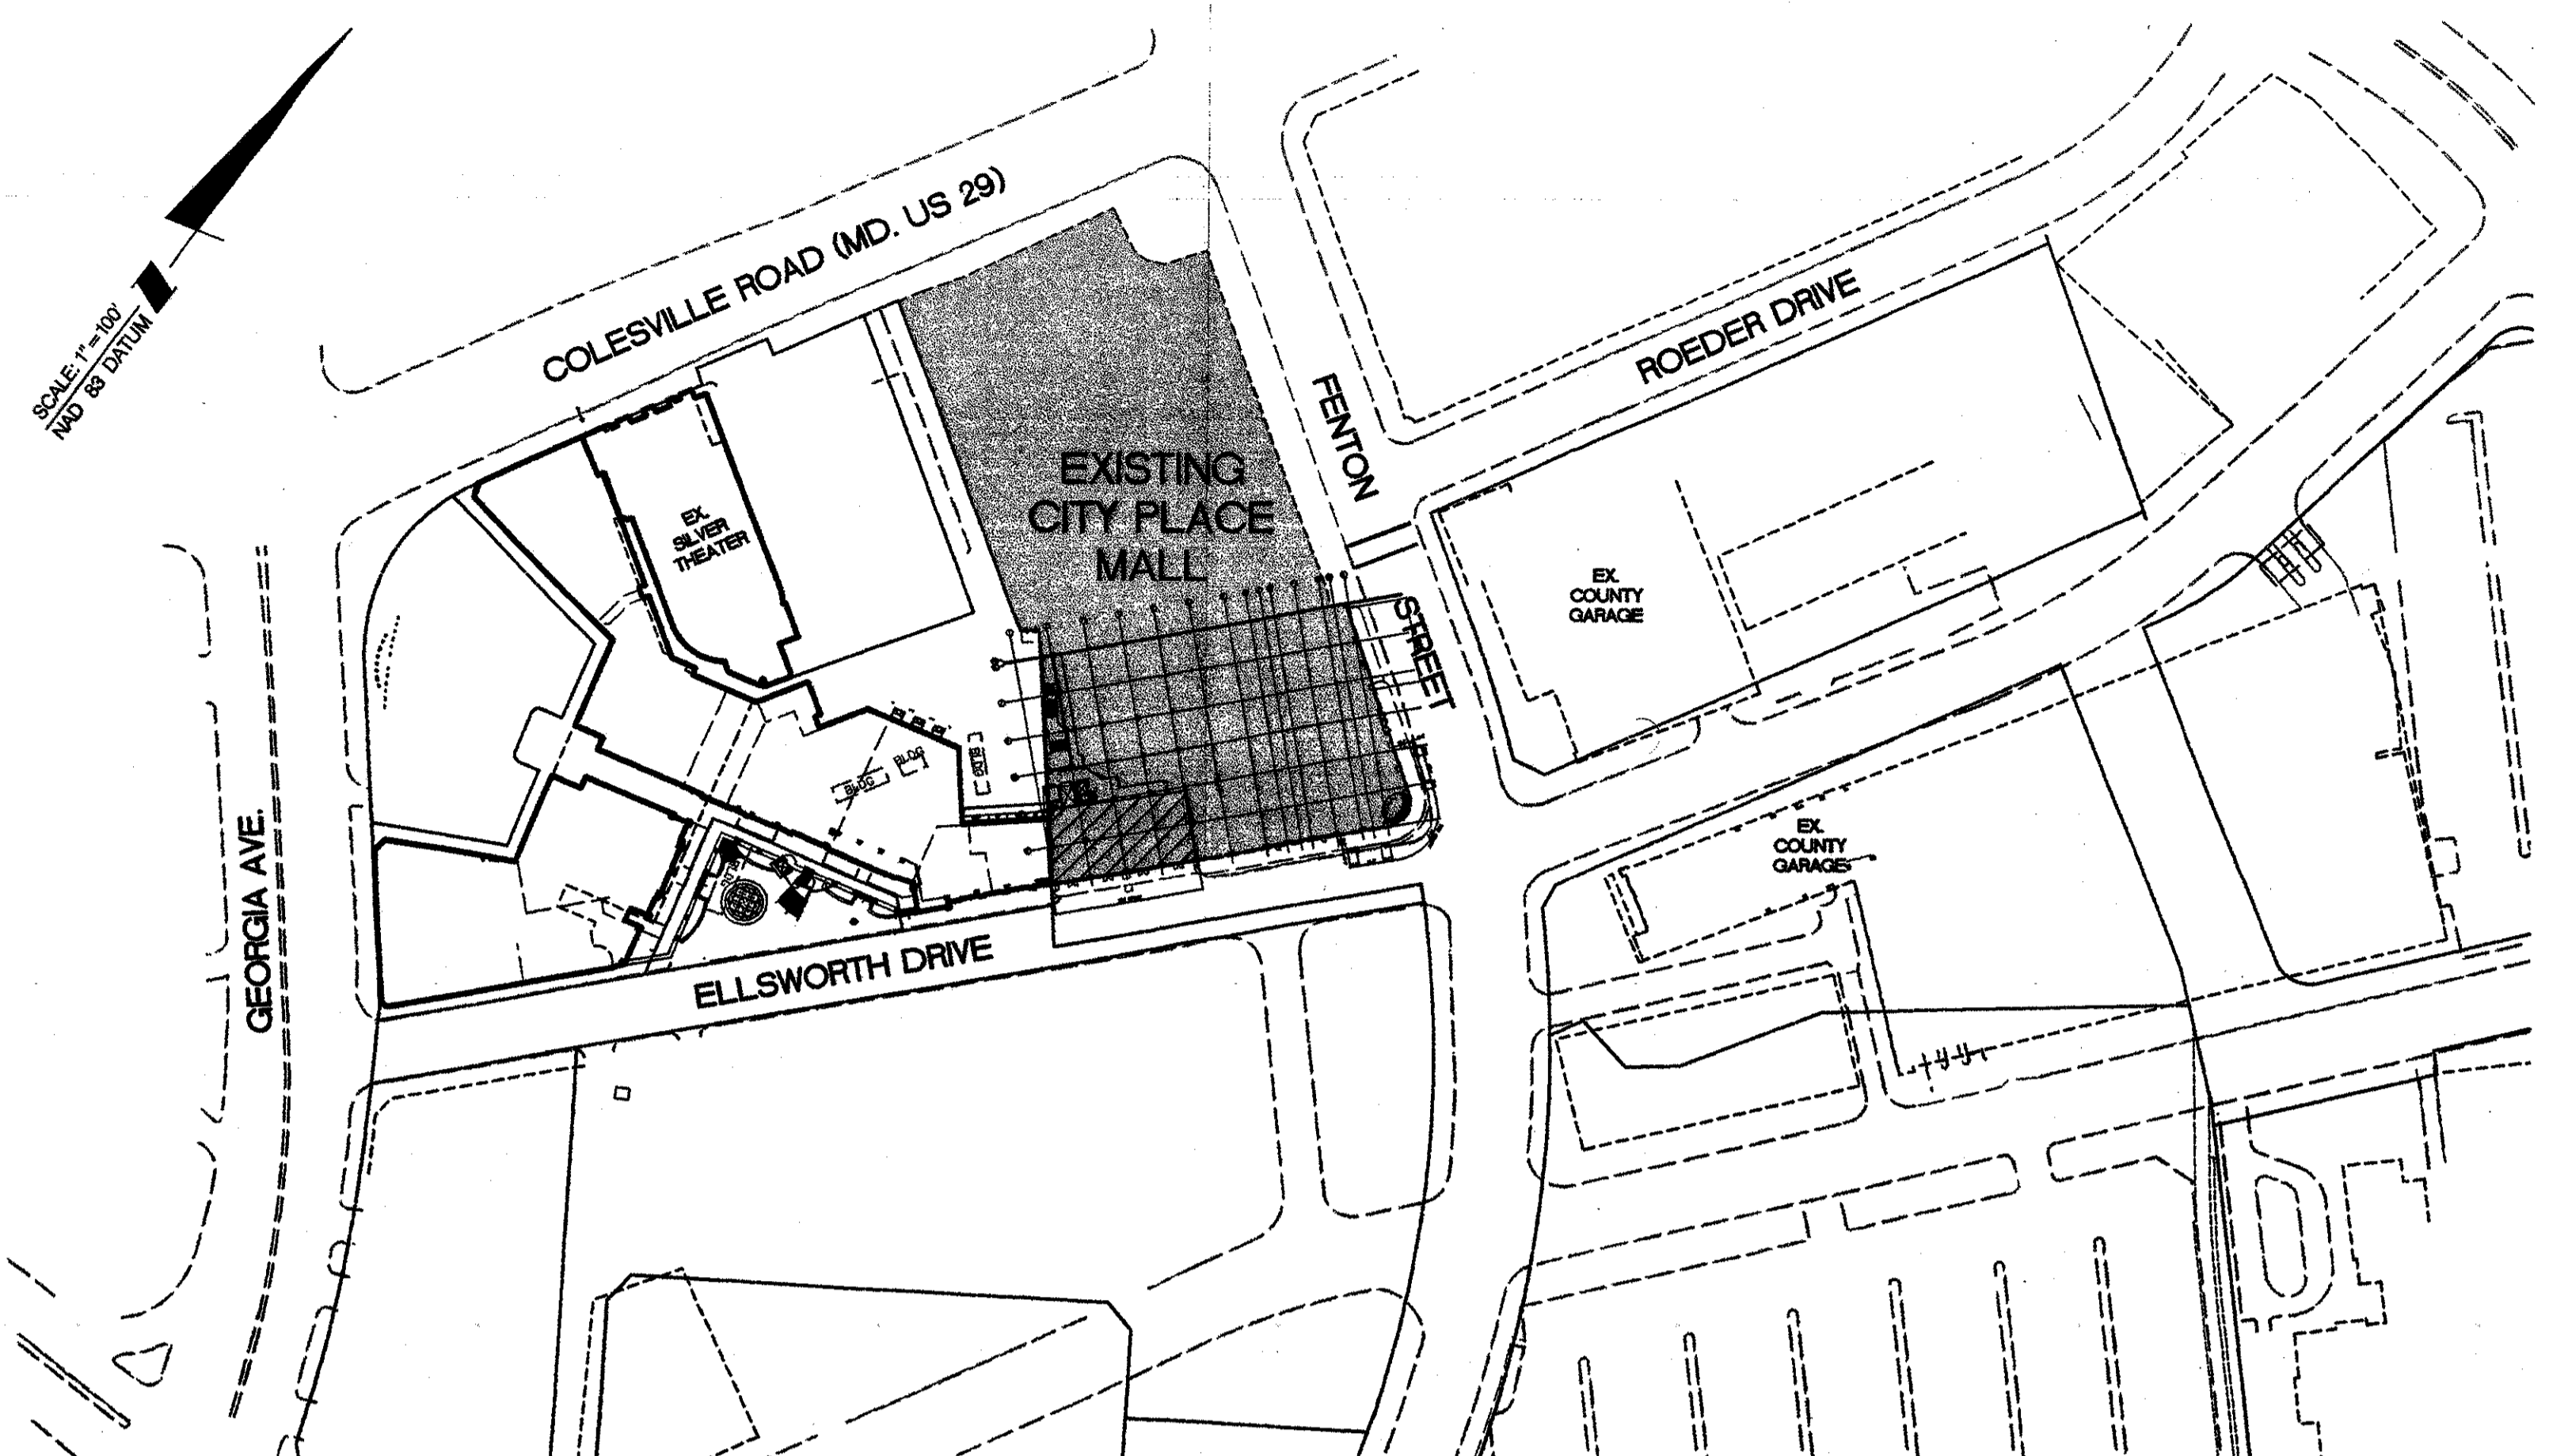 SCALE: 1"=100'
NAD 83 DATUM
COLESVILLE ROAD (MD. US 29)
ROEDER DRIVE
FENTON
STREET
EXISTING
CITY PLACE
MALL
EX.
SILVER
THEATER
EX.
COUNTY
GARAGE
BLDG
BLDG
BLDG
EX.
COUNTY
GARAGE
GEORGIA AVE.
ELLSWORTH DRIVE